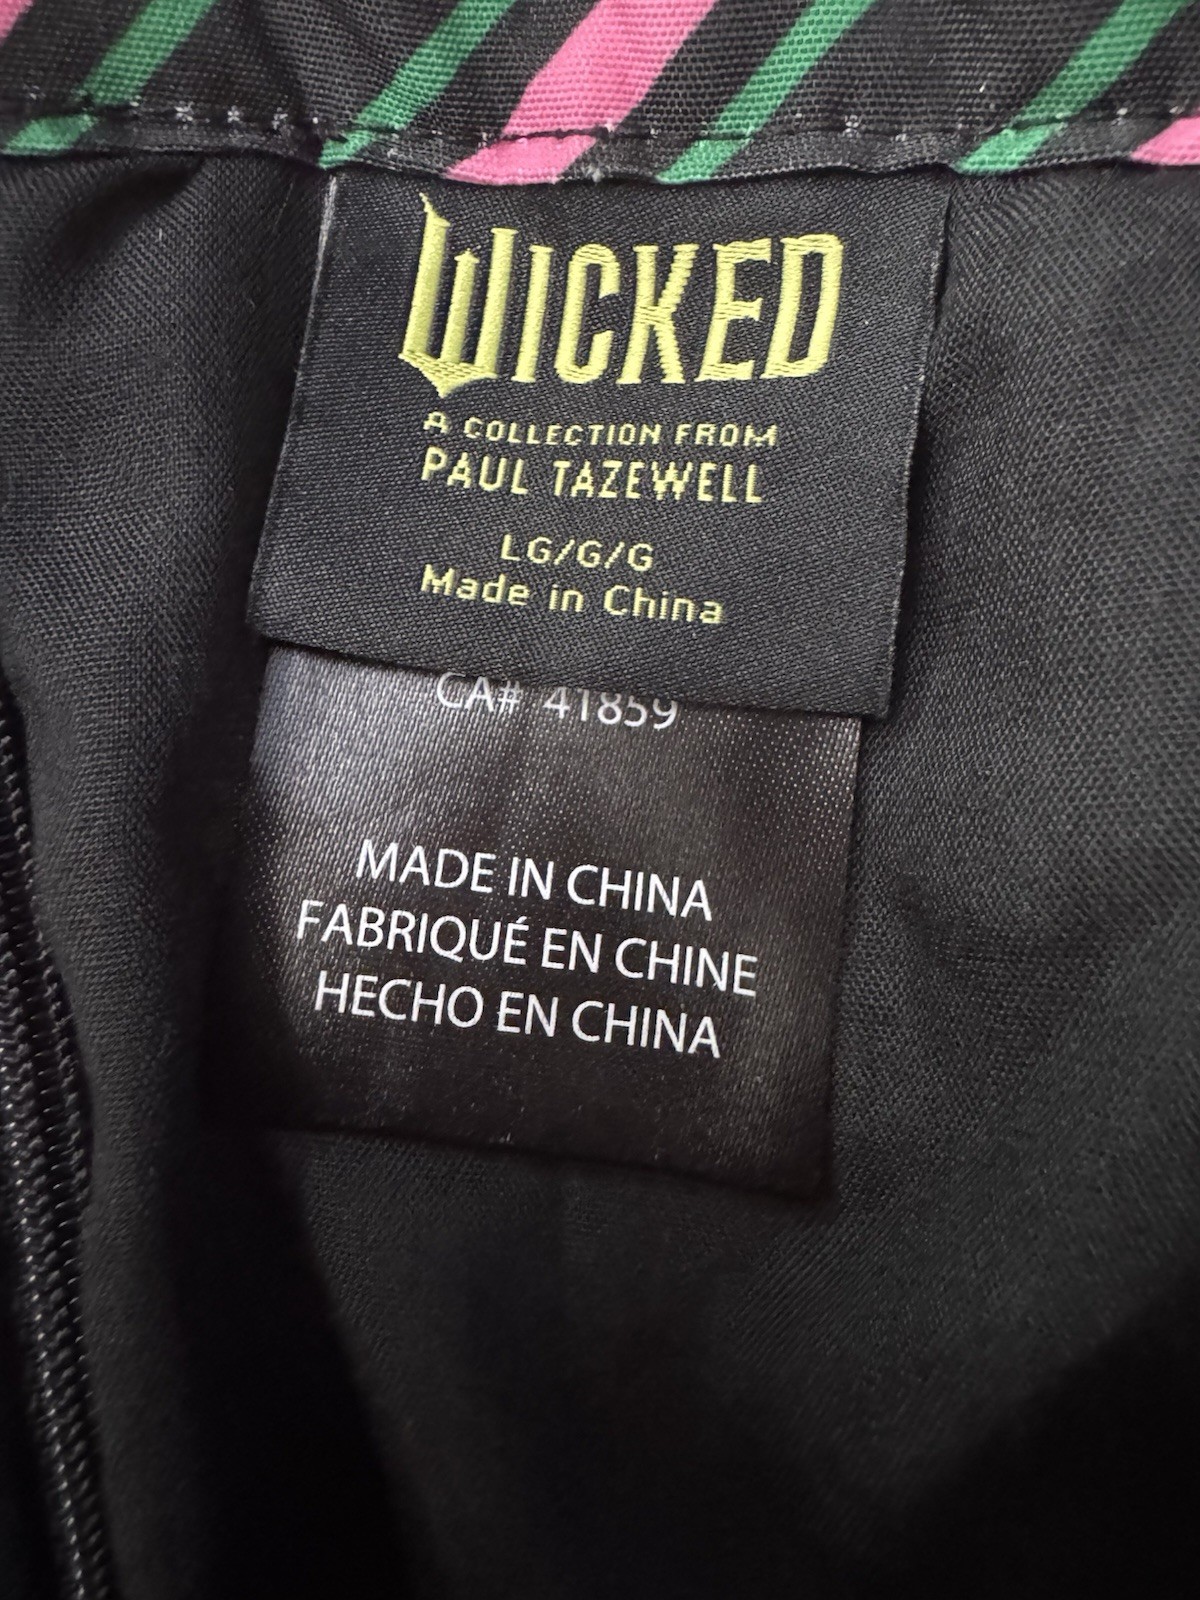 WICKED
A COLLECTION FROM
PAUL TAZEWELL
LG/G/G
Made in China
CA# 41859
MADE IN CHINA
FABRIQUÉ EN CHINE
HECHO EN CHINA